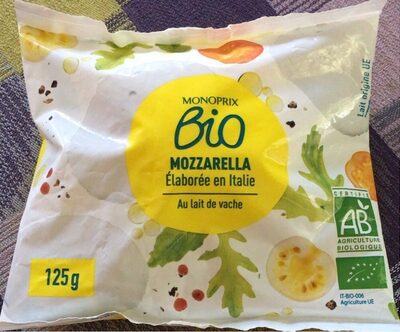 MONOPRIX
Bio
MOZZARELLA
Élaborée en Italie
Au lait de vache
125g
Lait origine UE
CERTIFIÉ
AB
AGRICULTURE
BIOLOGIQUE
IT-BIO-006
Agriculture UE